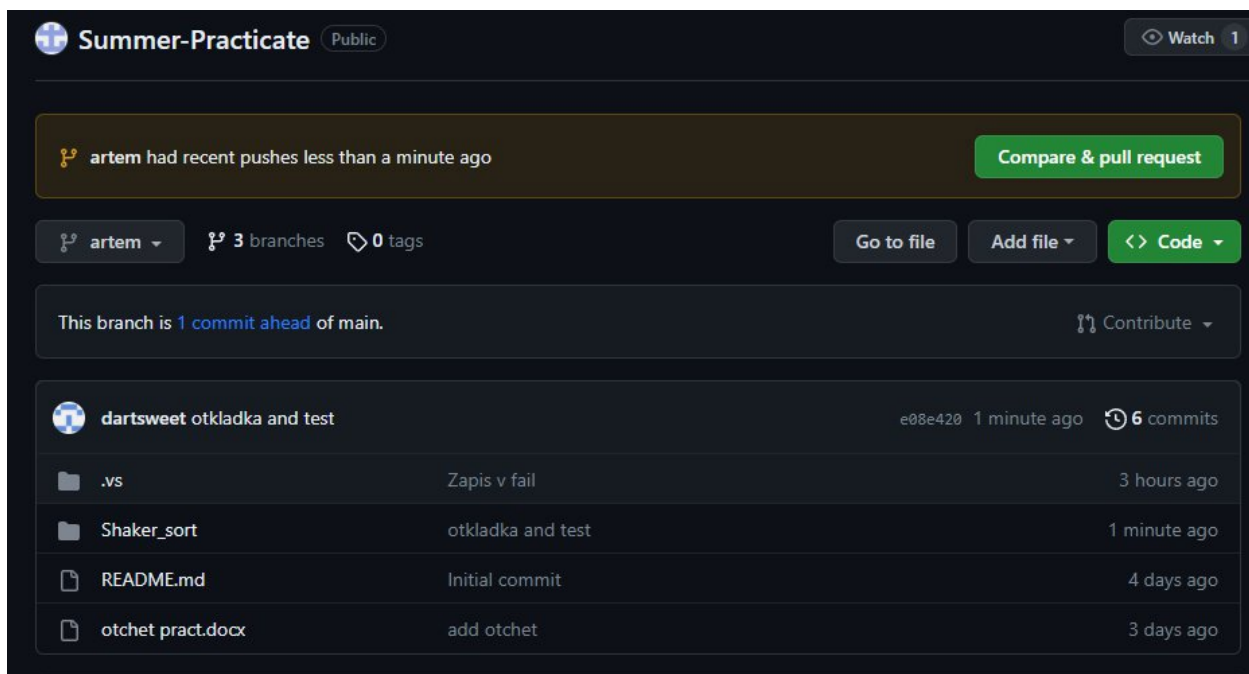 Summer-Practicate Public Watch 1
artem had recent pushes less than a minute ago Compare & pull request
artem 3 branches 0 tags Go to file Add file <> Code
This branch is 1 commit ahead of main. Contribute
dartsweet otkladka and test e08e420 1 minute ago 6 commits
.vs Zapis v fail 3 hours ago
Shaker_sort otkladka and test 1 minute ago
README.md Initial commit 4 days ago
otchet pract.docx add otchet 3 days ago